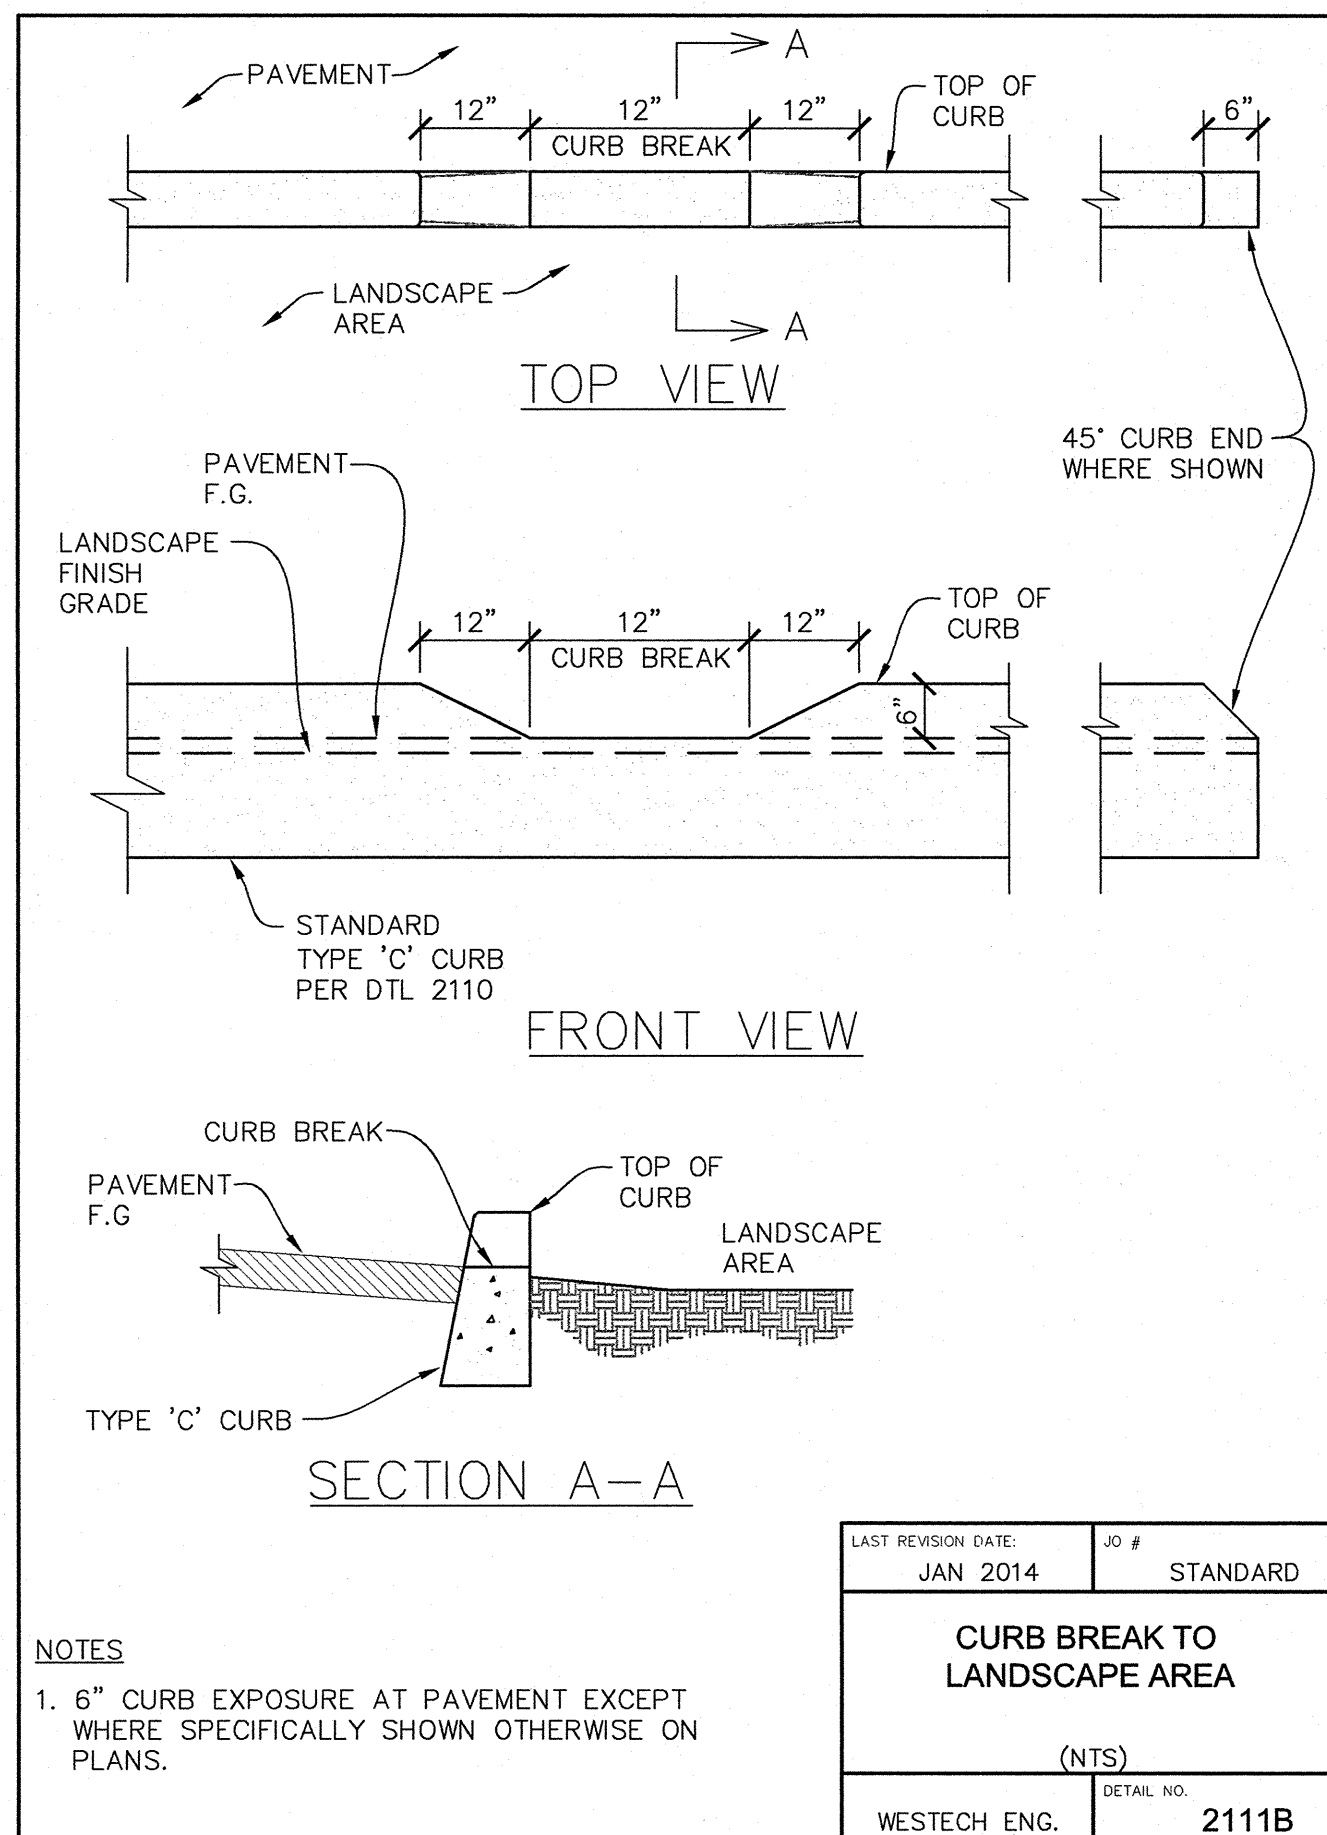 A
PAVEMENT
12"
12"
12"
TOP OF
CURB
6"
CURB BREAK
LANDSCAPE
AREA
A
TOP VIEW
45° CURB END
WHERE SHOWN
PAVEMENT
F.G.
LANDSCAPE
FINISH
GRADE
12"
12"
12"
TOP OF
CURB
CURB BREAK
6"
STANDARD
TYPE 'C' CURB
PER DTL 2110
FRONT VIEW
CURB BREAK
PAVEMENT
F.G
TOP OF
CURB
LANDSCAPE
AREA
TYPE 'C' CURB
SECTION A-A
NOTES
1. 6" CURB EXPOSURE AT PAVEMENT EXCEPT
WHERE SPECIFICALLY SHOWN OTHERWISE ON
PLANS.
LAST REVISION DATE:
JAN 2014
JO #
STANDARD
CURB BREAK TO
LANDSCAPE AREA
(NTS)
WESTECH ENG.
DETAIL NO.
2111B